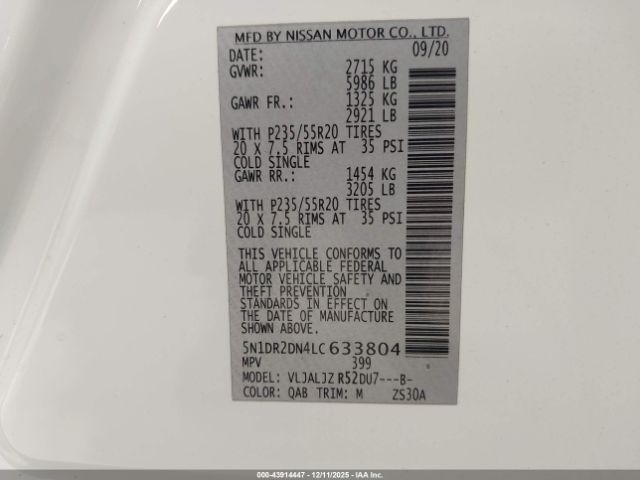 MFD BY NISSAN MOTOR CO., LTD.
DATE: 09/20
GVWR: 2715 KG
5986 LB
GAWR FR.: 1325 KG
2921 LB
WITH P235/55R20 TIRES
20 X 7.5 RIMS AT 35 PSI
COLD SINGLE
GAWR RR.: 1454 KG
3205 LB
WITH P235/55R20 TIRES
20 X 7.5 RIMS AT 35 PSI
COLD SINGLE
THIS VEHICLE CONFORMS TO
ALL APPLICABLE FEDERAL
MOTOR VEHICLE SAFETY AND
THEFT PREVENTION
STANDARDS IN EFFECT ON
THE DATE OF MANUFACTURE
SHOWN ABOVE.
5N1DR2DN4LC 633804
MPV 399
MODEL: VLJALJZ R52DU7---B-
COLOR: QAB TRIM: M ZS30A
000-43914447 - 12/11/2025 - IAAI.COM